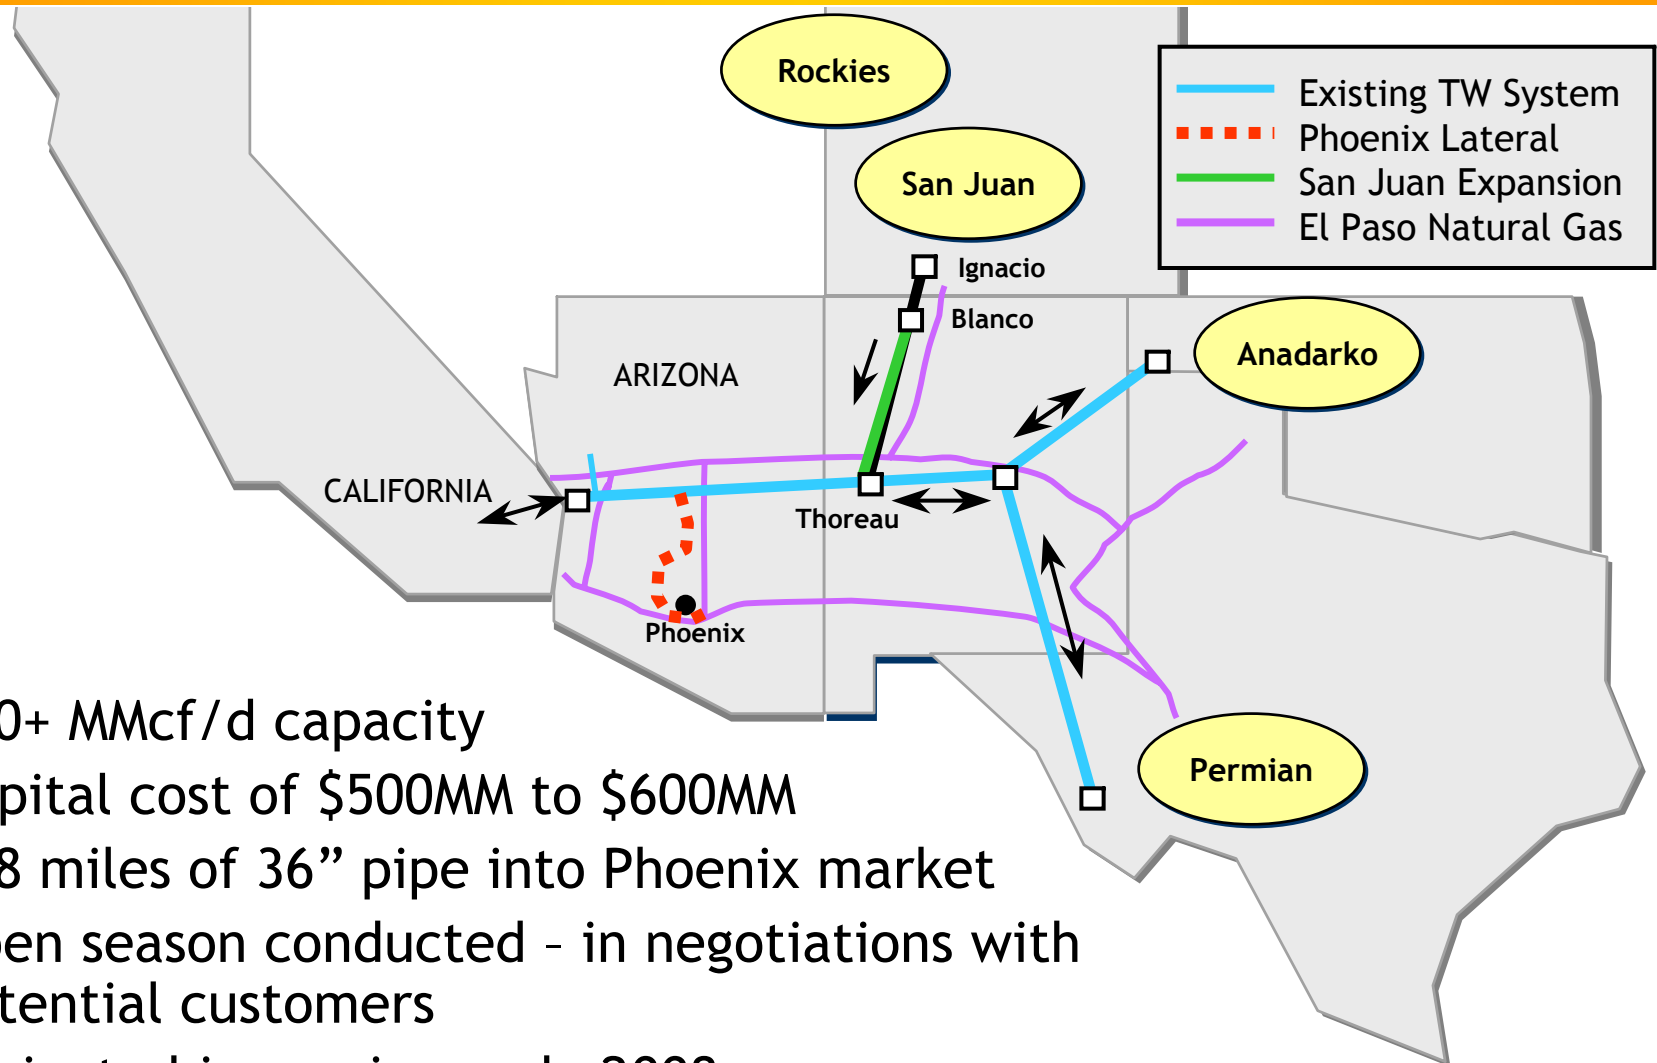 Rockies
Existing TW System
Phoenix Lateral
San Juan Expansion
El Paso Natural Gas
San Juan
Ignacio
Blanco
Anadarko
ARIZONA
CALIFORNIA
Thoreau
Phoenix
Permian
0+ MMcf/d capacity
pital cost of $500MM to $600MM
8 miles of 36” pipe into Phoenix market
en season conducted – in negotiations with
tential customers